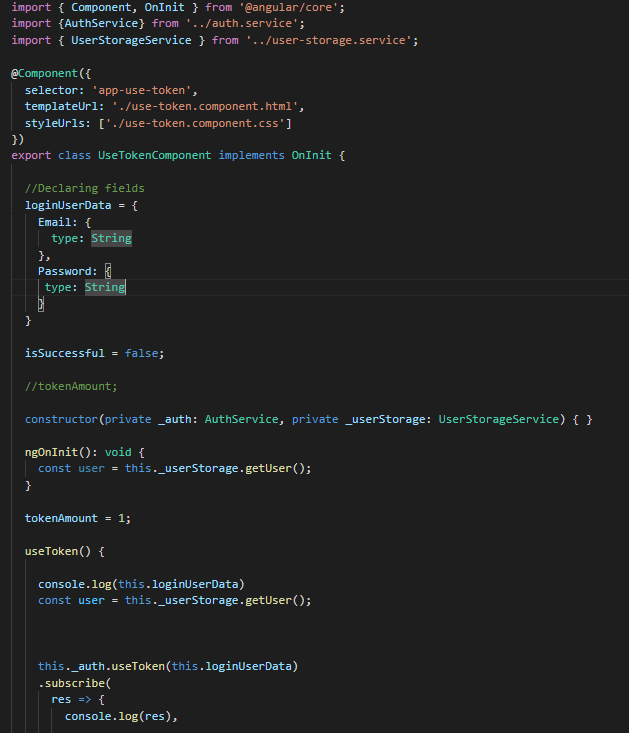 import { Component, OnInit } from '@angular/core';
import {AuthService} from '../auth.service';
import { UserStorageService } from '../user-storage.service';
@Component({
selector: 'app-use-token',
templateUrl: './use-token.component.html',
styleUrls: ['./use-token.component.css']
})
export class UseTokenComponent implements OnInit {
//Declaring fields
loginUserData = {
Email: {
type: String
},
Password: {
type: String
}
}
isSuccessful = false;
//tokenAmount;
constructor(private _auth: AuthService, private _userStorage: UserStorageService) { }
ngOnInit(): void {
const user = this._userStorage.getUser();
}
tokenAmount = 1;
useToken() {
console.log(this.loginUserData)
const user = this._userStorage.getUser();
this._auth.useToken(this.loginUserData)
.subscribe(
res => {
console.log(res),